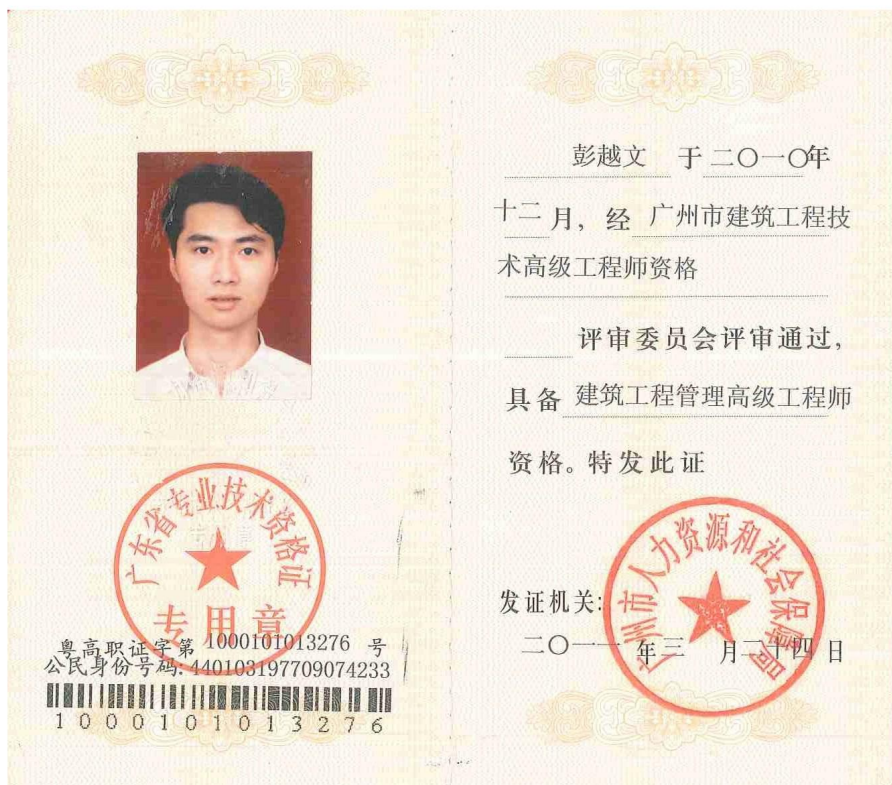 广东省专业技术资格证
专用章
粤高职证字第 1000101013276 号
公民身份号码: 440103197709074233
1000101013276
彭越文 于 二〇一〇年
十二 月，经 广州市建筑工程技
术高级工程师资格
评审委员会评审通过，
具备 建筑工程管理高级工程师
资格。特发此证
广州市人力资源和社会保障局
发证机关:
二〇一一 年 三 月 二十四 日